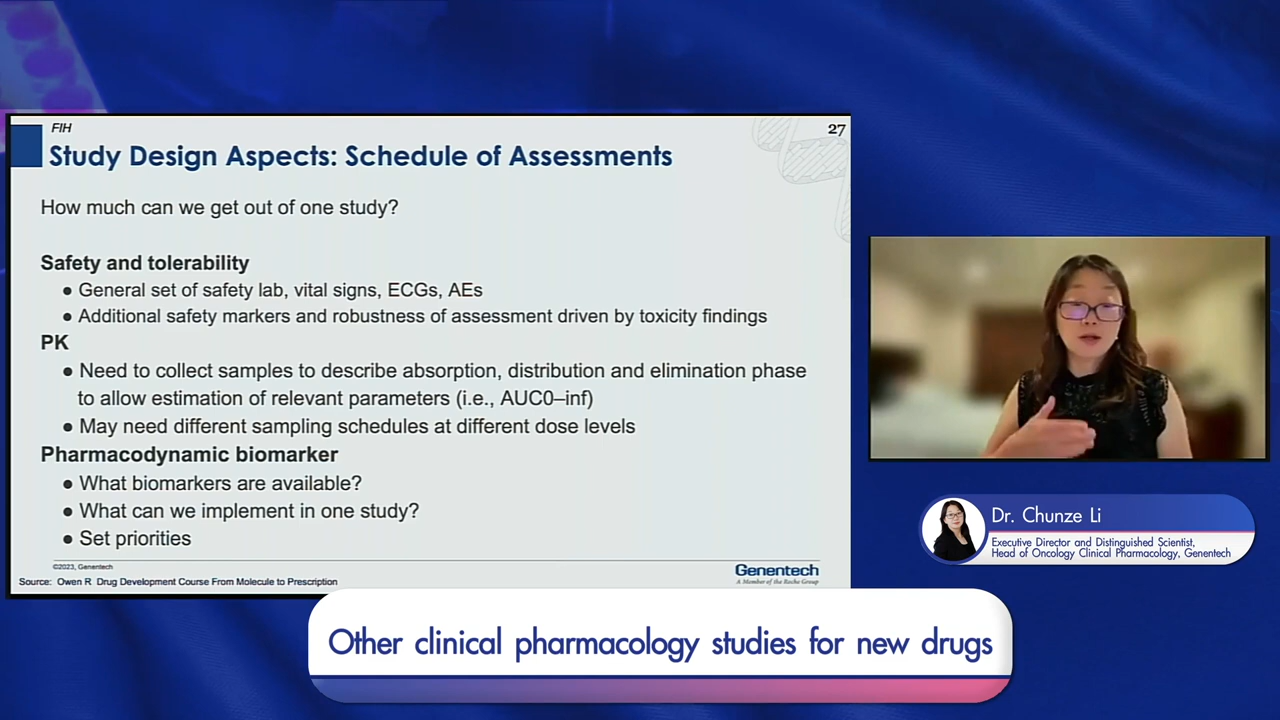 FIH
27
Study Design Aspects: Schedule of Assessments
How much can we get out of one study?
Safety and tolerability
● General set of safety lab, vital signs, ECGs, AEs
● Additional safety markers and robustness of assessment driven by toxicity findings
PK
● Need to collect samples to describe absorption, distribution and elimination phase
to allow estimation of relevant parameters (i.e., AUC0–inf)
● May need different sampling schedules at different dose levels
Pharmacodynamic biomarker
● What biomarkers are available?
● What can we implement in one study?
● Set priorities
©2023, Genentech
Genentech
A Member of the Roche Group
Source: Owen R Drug Development Course From Molecule to Prescription
Dr. Chunze Li
Executive Director and Distinguished Scientist,
Head of Oncology Clinical Pharmacology, Genentech
Other clinical pharmacology studies for new drugs